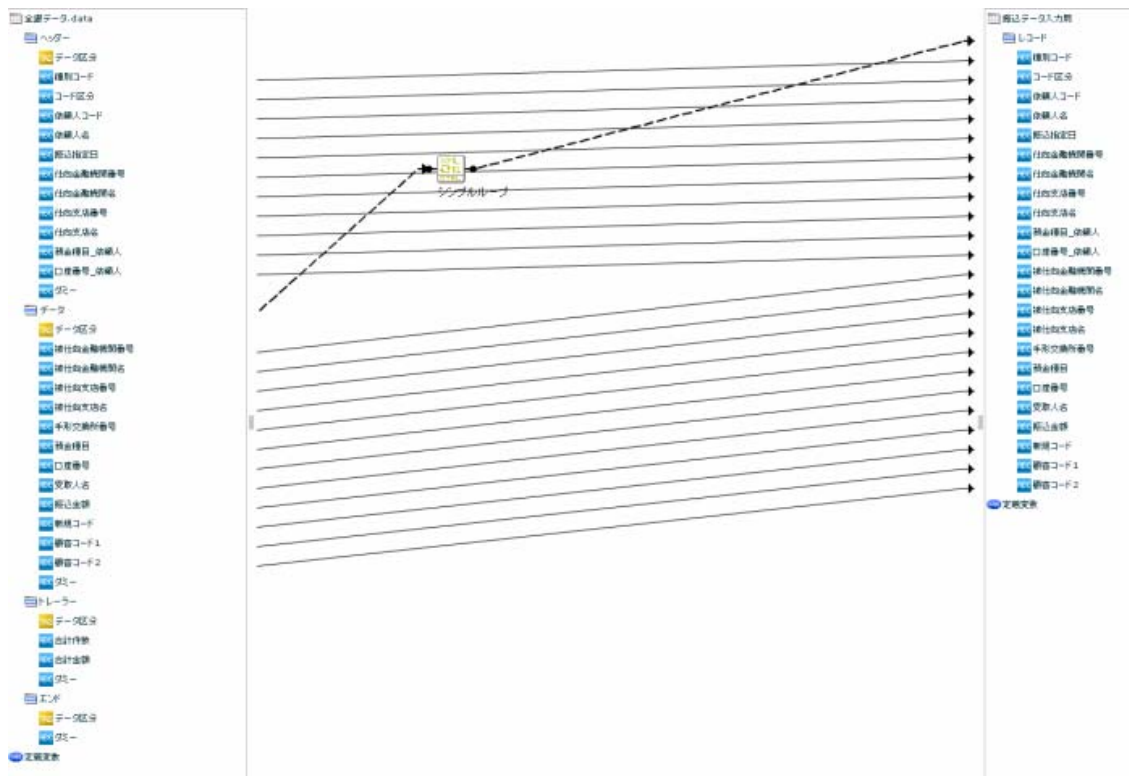 全銀データ.data
ヘッダー
データ区分
種別コード
コード区分
依頼人コード
依頼人名
振込指定日
仕向金融機関番号
仕向金融機関名
仕向支店番号
仕向支店名
預金種目_依頼人
口座番号_依頼人
ダミー
データ
データ区分
被仕向金融機関番号
被仕向金融機関名
被仕向支店番号
被仕向支店名
手形交換所番号
預金種目
口座番号
受取人名
振込金額
新規コード
顧客コード1
顧客コード2
ダミー
トレーラー
データ区分
合計件数
合計金額
ダミー
エンド
データ区分
ダミー
定義変数
シンプルループ
振込データ入力用
レコード
種別コード
コード区分
依頼人コード
依頼人名
振込指定日
仕向金融機関番号
仕向金融機関名
仕向支店番号
仕向支店名
預金種目_依頼人
口座番号_依頼人
被仕向金融機関番号
被仕向金融機関名
被仕向支店番号
被仕向支店名
手形交換所番号
預金種目
口座番号
受取人名
振込金額
新規コード
顧客コード1
顧客コード2
定義変数